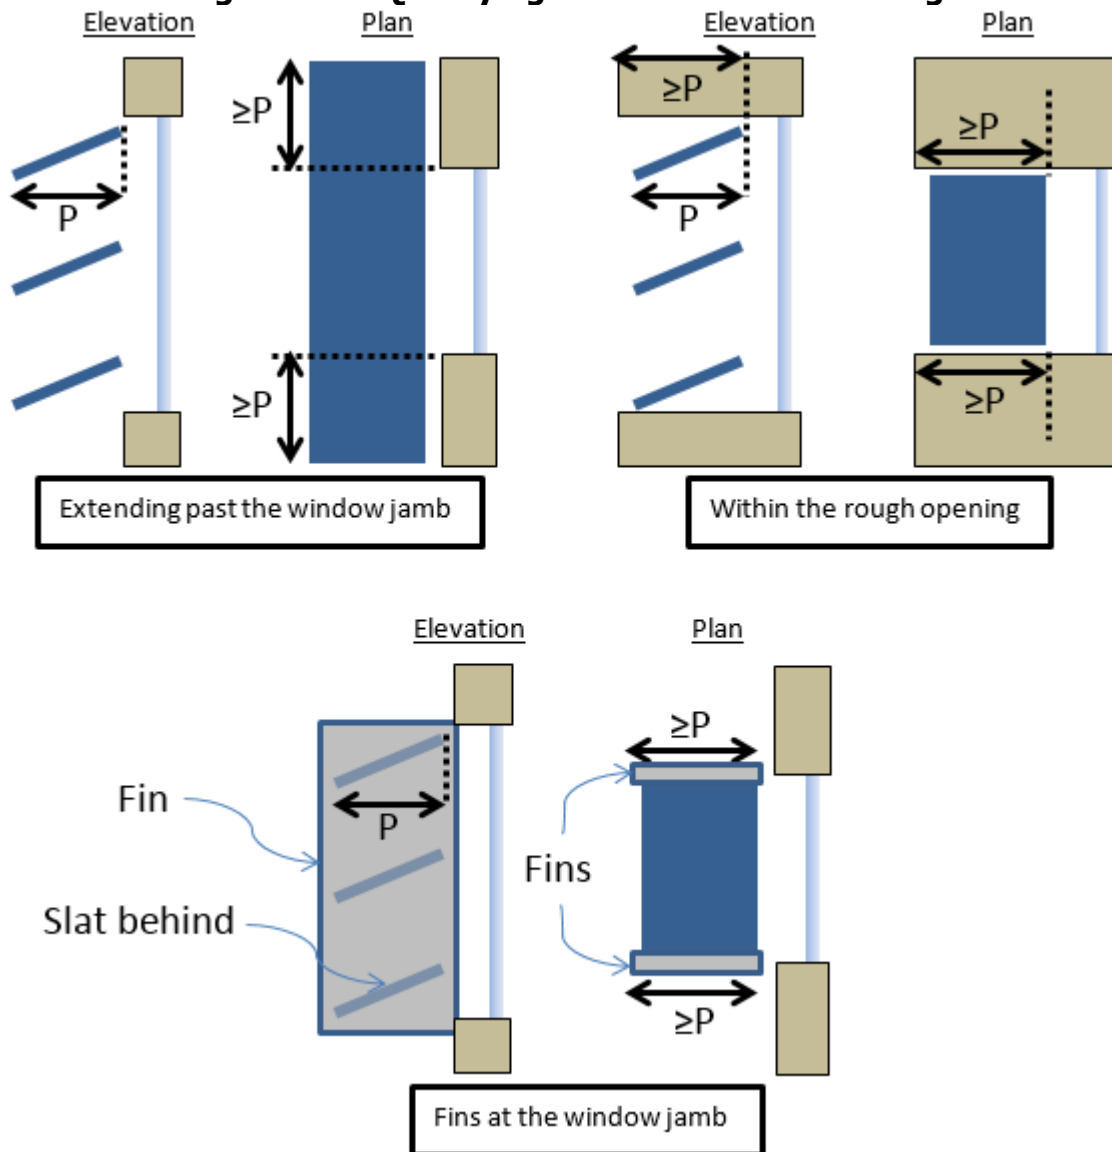 Elevation
Plan
Elevation
Plan
≥P
≥P
≥P
P
P
≥P
≥P
Extending past the window jamb
Within the rough opening
Elevation
Plan
≥P
Fin
P
Fins
Slat behind
≥P
Fins at the window jamb